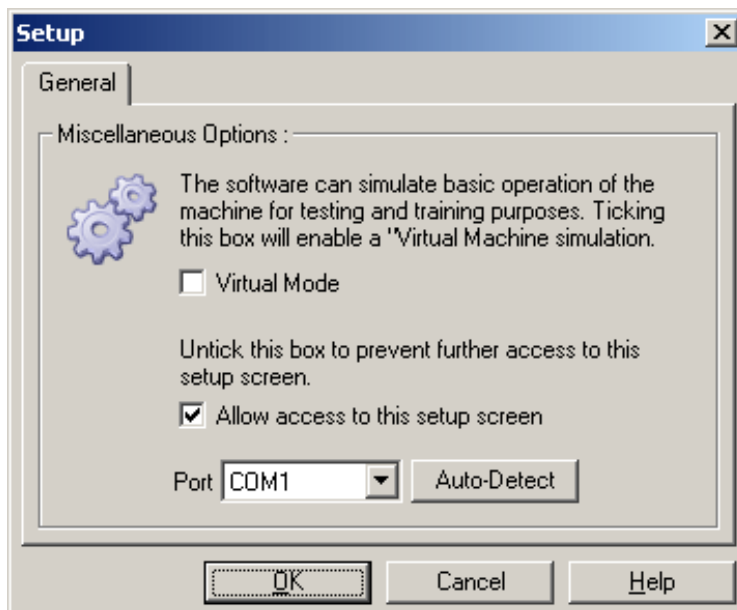 Setup
General
Miscellaneous Options :
The software can simulate basic operation of the
machine for testing and training purposes. Ticking
this box will enable a "Virtual Machine simulation.
Virtual Mode
Untick this box to prevent further access to this
setup screen.
Allow access to this setup screen
Port COM1 Auto-Detect
OK Cancel Help